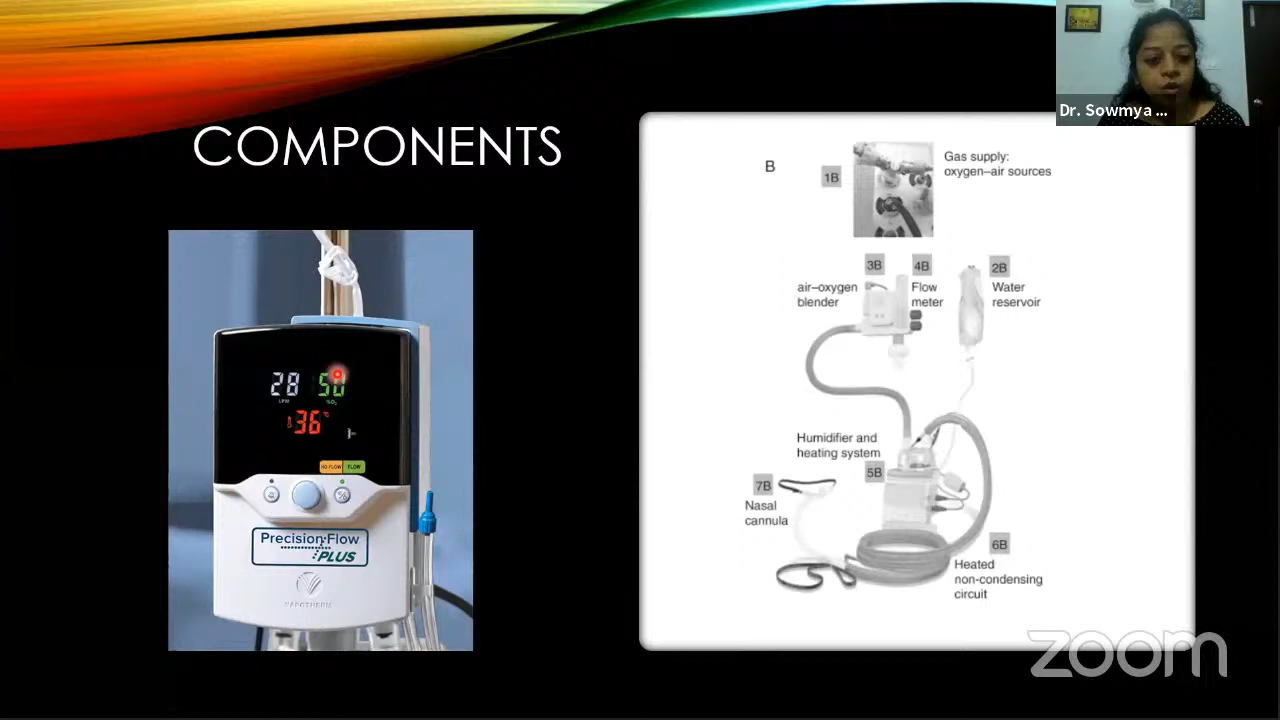 Dr. Sowmya ...
COMPONENTS
28 50
LPM %O₂
36 °C
NO FLOW FLOW
%
Precision Flow
PLUS
VAPOTHERM
B
1B
Gas supply:
oxygen–air sources
3B
air–oxygen
blender
4B
Flow
meter
2B
Water
reservoir
Humidifier and
heating system
5B
7B
Nasal
cannula
6B
Heated
non-condensing
circuit
zoom